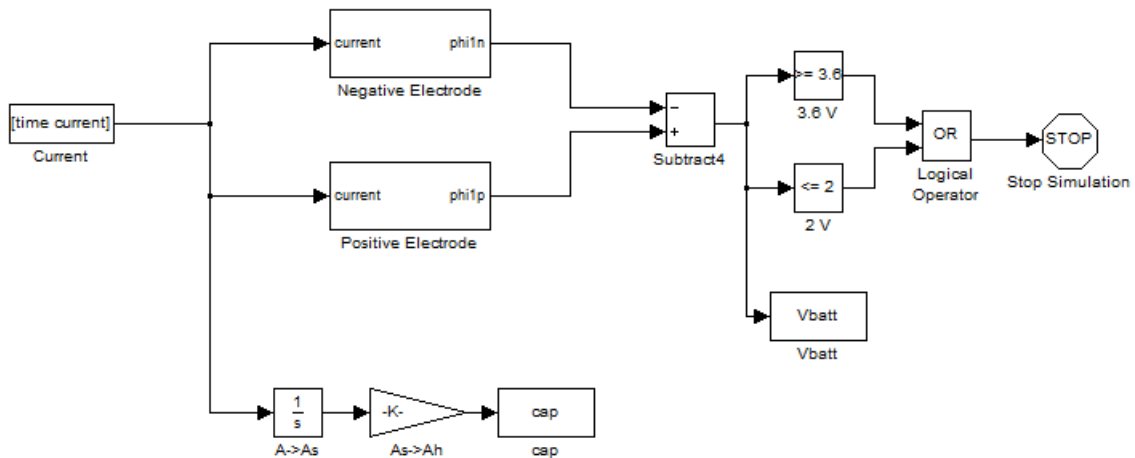 current
phi1n
Negative Electrode
[time current]
Current
current
phi1p
Positive Electrode
−
+
Subtract4
>= 3.6
3.6 V
<= 2
2 V
OR
Logical
Operator
STOP
Stop Simulation
Vbatt
Vbatt
1
s
A->As
-K-
As->Ah
cap
cap